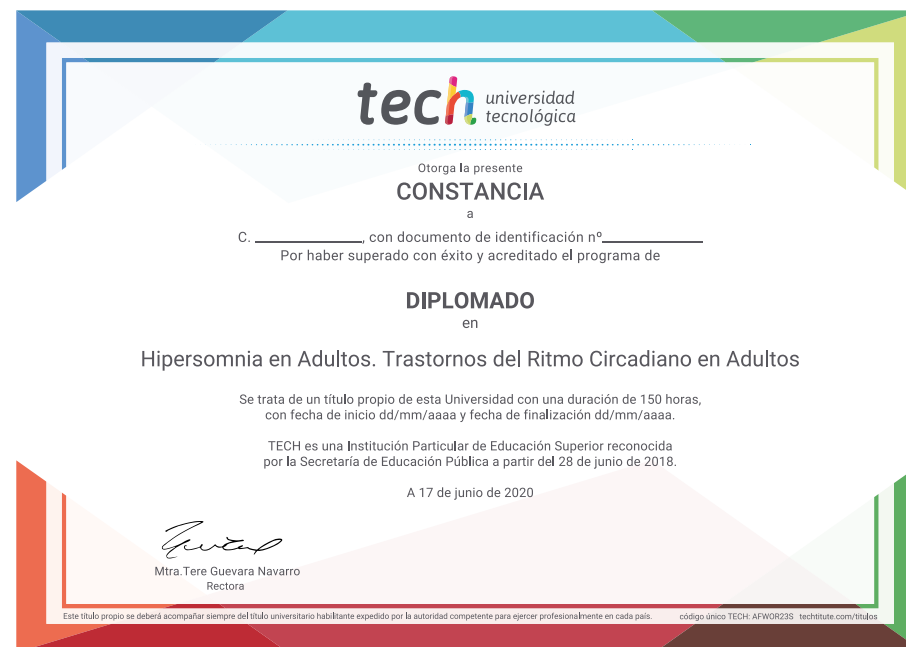 tech universidad
tecnológica
Otorga la presente
CONSTANCIA
a
C. ____________, con documento de identificación nº____________
Por haber superado con éxito y acreditado el programa de
DIPLOMADO
en
Hipersomnia en Adultos. Trastornos del Ritmo Circadiano en Adultos
Se trata de un título propio de esta Universidad con una duración de 150 horas,
con fecha de inicio dd/mm/aaaa y fecha de finalización dd/mm/aaaa.
TECH es una Institución Particular de Educación Superior reconocida
por la Secretaría de Educación Pública a partir del 28 de junio de 2018.
A 17 de junio de 2020
Mtra.Tere Guevara Navarro
Rectora
Este título propio se deberá acompañar siempre del título universitario habilitante expedido por la autoridad competente para ejercer profesionalmente en cada país. código único TECH: AFWOR23S techtitute.com/titulos